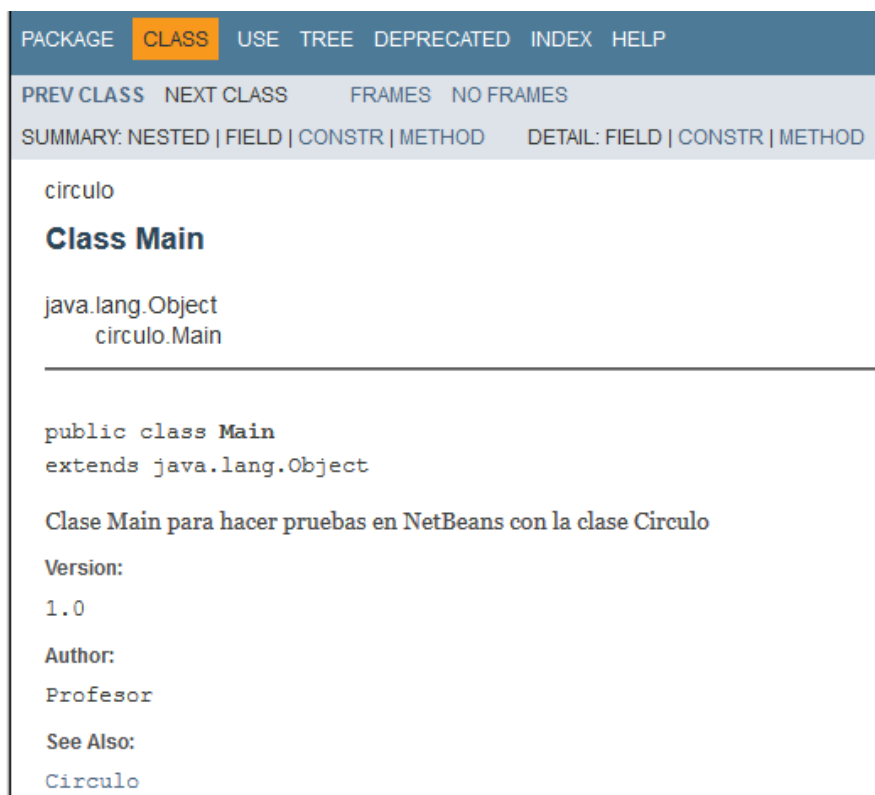 PACKAGE CLASS USE TREE DEPRECATED INDEX HELP
PREV CLASS NEXT CLASS FRAMES NO FRAMES
SUMMARY: NESTED | FIELD | CONSTR | METHOD DETAIL: FIELD | CONSTR | METHOD
circulo
Class Main
java.lang.Object
circulo.Main
public class Main
extends java.lang.Object
Clase Main para hacer pruebas en NetBeans con la clase Circulo
Version:
1.0
Author:
Profesor
See Also:
Circulo